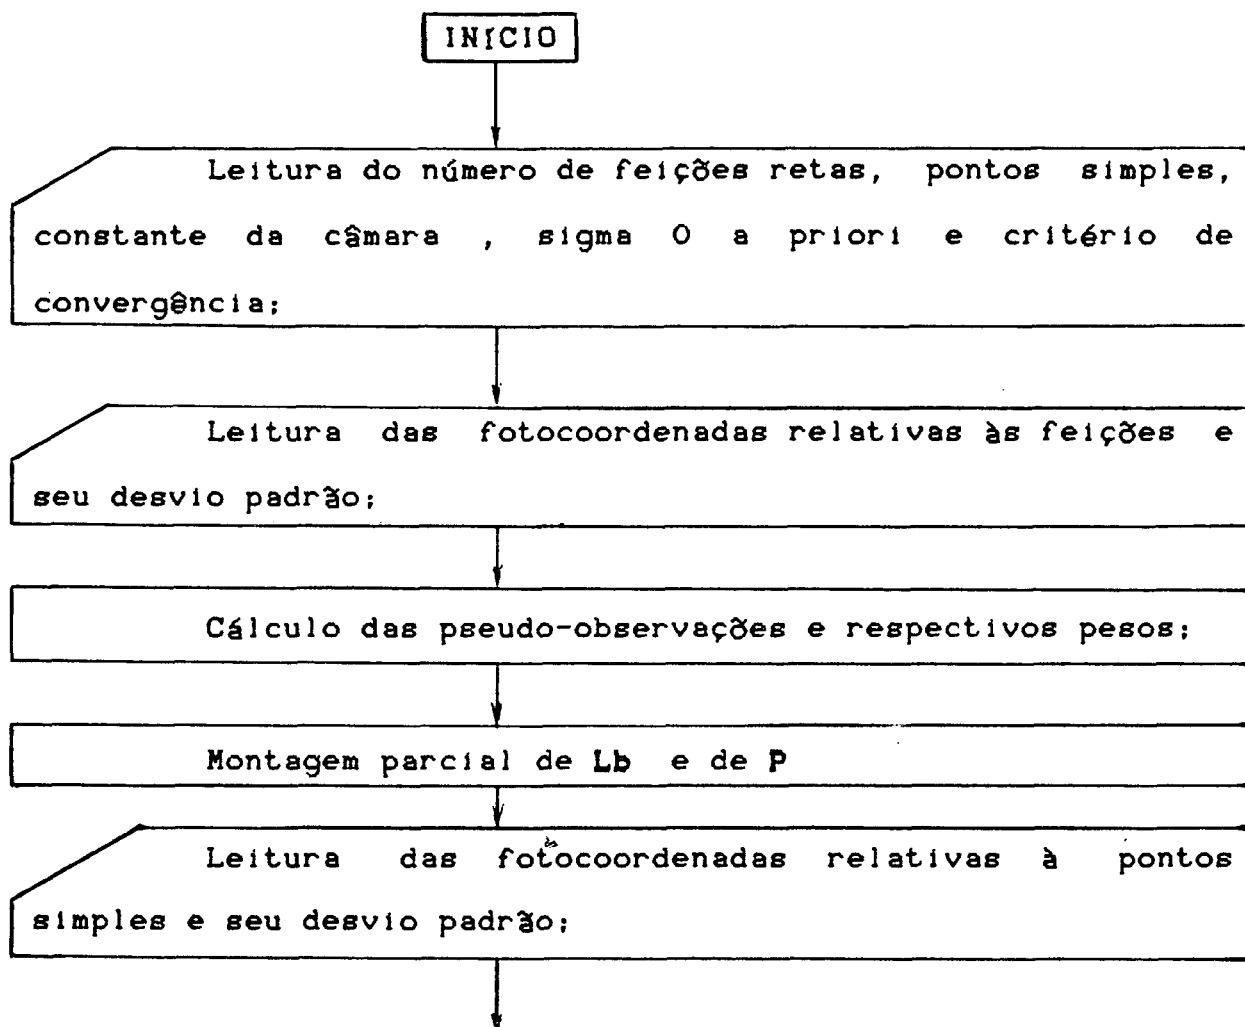 INÍCIO
Leitura do número de feições retas, pontos simples,
constante da câmara , sigma O a priori e critério de
convergência;
Leitura das fotocoordenadas relativas às feições e
seu desvio padrão;
Cálculo das pseudo-observações e respectivos pesos;
Montagem parcial de Lb e de P
Leitura das fotocoordenadas relativas à pontos
simples e seu desvio padrão;